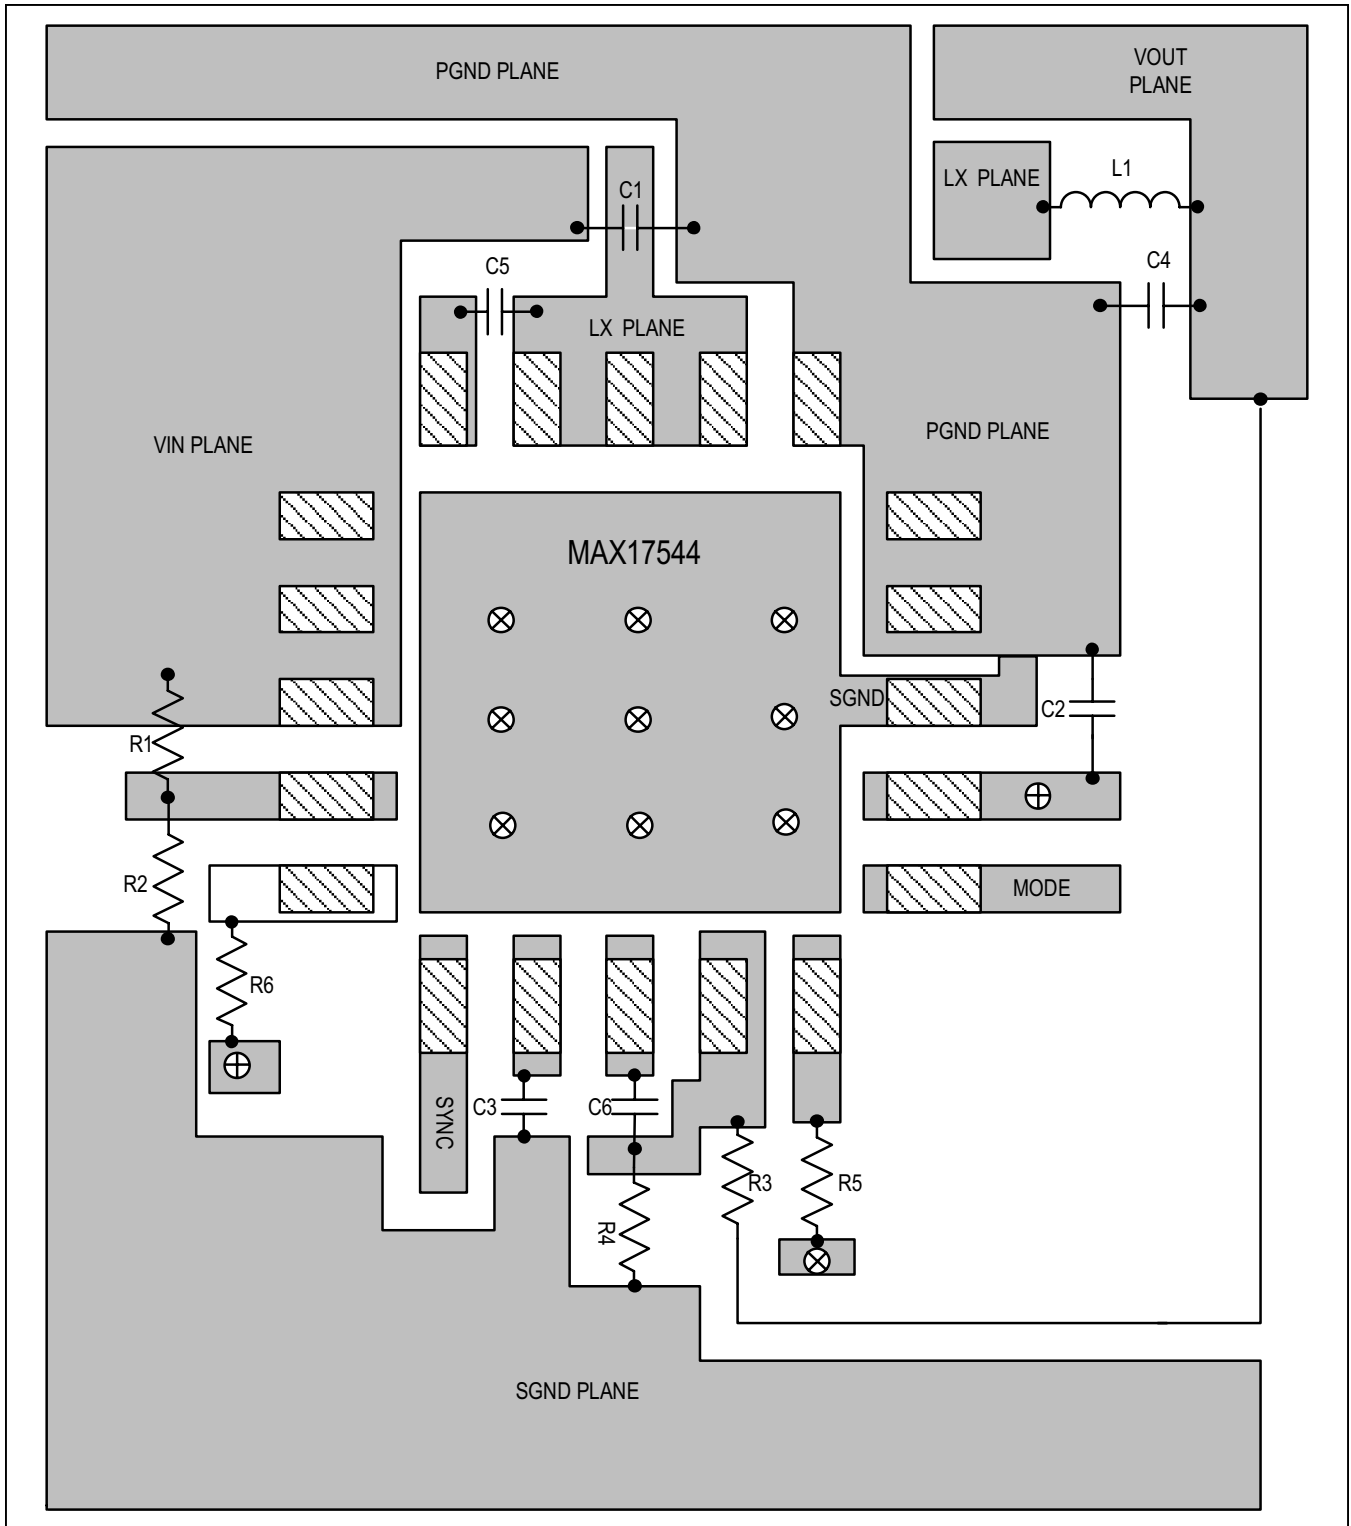 PGND PLANE
VOUT
PLANE
C1
LX PLANE
L1
C5
C4
LX PLANE
VIN PLANE
PGND PLANE
MAX17544
SGND
C2
R1
R2
MODE
R6
SYNC
C3
C6
R3
R5
R4
SGND PLANE